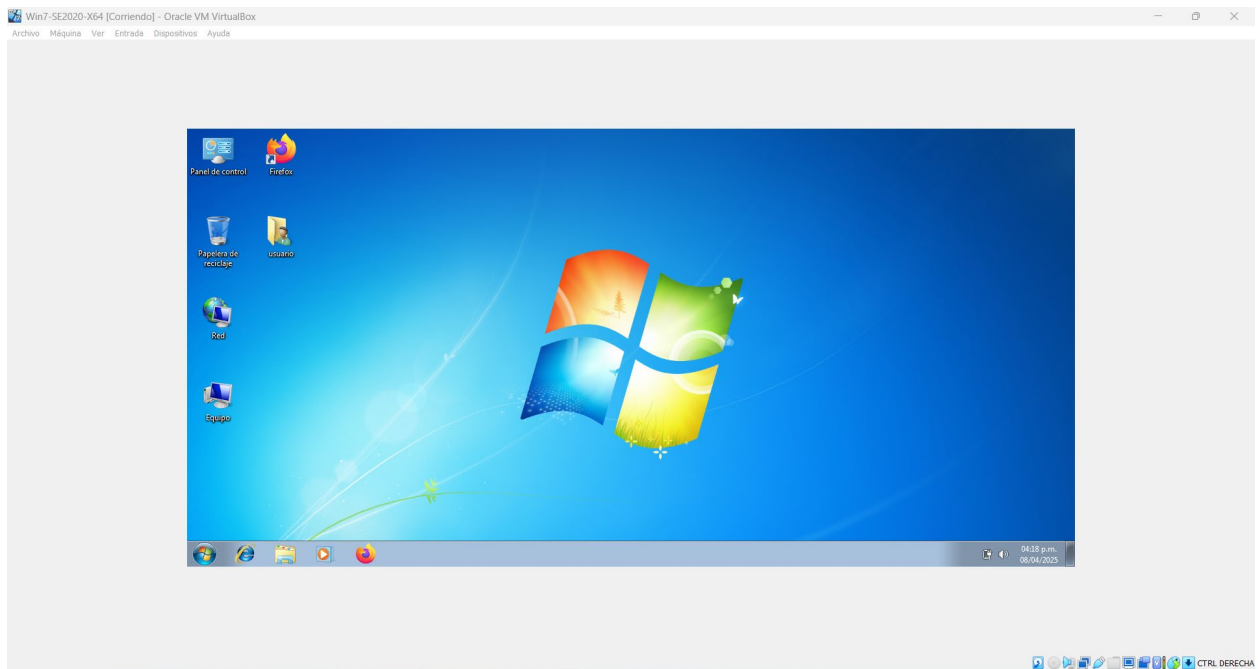 Win7-SE2020-X64 [Corriendo] - Oracle VM VirtualBox
Archivo Máquina Ver Entrada Dispositivos Ayuda
Panel de control
Firefox
Papelera de
reciclaje
usuario
Red
Equipo
04:18 p.m.
08/04/2025
CTRL DERECHA